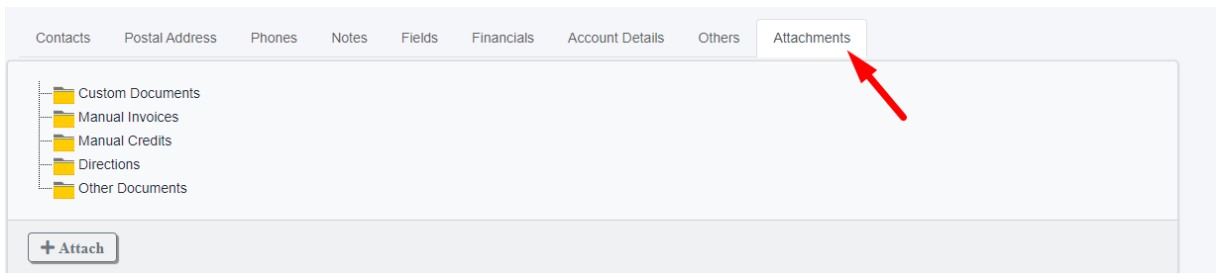 Contacts Postal Address Phones Notes Fields Financials Account Details Others Attachments
Custom Documents
Manual Invoices
Manual Credits
Directions
Other Documents
+ Attach